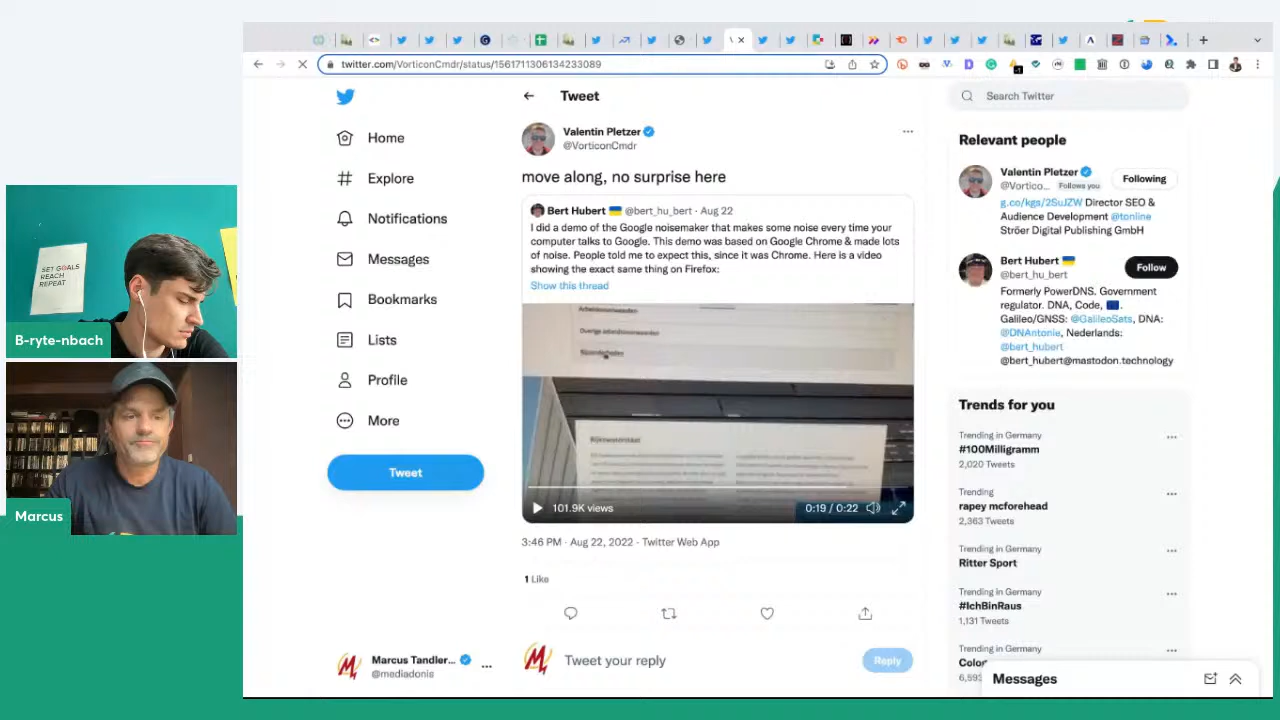 twitter.com/VorticonCmdr/status/1561711306134233089
SET GOALS
REACH
REPEAT
B-ryte-nbach
Marcus
Home
Explore
Notifications
Messages
Bookmarks
Lists
Profile
More
Tweet
Marcus Tandler...
@mediadonis
Tweet
Valentin Pletzer
@VorticonCmdr
move along, no surprise here
Bert Hubert 🇺🇦 @bert_hu_bert · Aug 22
I did a demo of the Google noisemaker that makes some noise every time your
computer talks to Google. This demo was based on Google Chrome & made lots
of noise. People told me to expect this, since it was Chrome. Here is a video
showing the exact same thing on Firefox:
Show this thread
101.9K views
0:19 / 0:22
3:46 PM · Aug 22, 2022 · Twitter Web App
1 Like
Tweet your reply
Reply
Search Twitter
Relevant people
Valentin Pletzer
@Vortico... Follows you
Following
g.co/kgs/2SuJZW Director SEO &
Audience Development @tonline
Ströer Digital Publishing GmbH
Bert Hubert 🇺🇦
@bert_hu_bert
Follow
Formerly PowerDNS. Government
regulator. DNA, Code, 🇪🇺.
Galileo/GNSS: @GalileoSats, DNA:
@DNAntonie, Nederlands:
@bert_hubert
@bert_hubert@mastodon.technology
Trends for you
Trending in Germany
#100Milligramm
2,020 Tweets
Trending
rapey mcforehead
2,363 Tweets
Trending in Germany
Ritter Sport
Trending in Germany
#IchBinRaus
1,131 Tweets
Trending in Germany
Messages